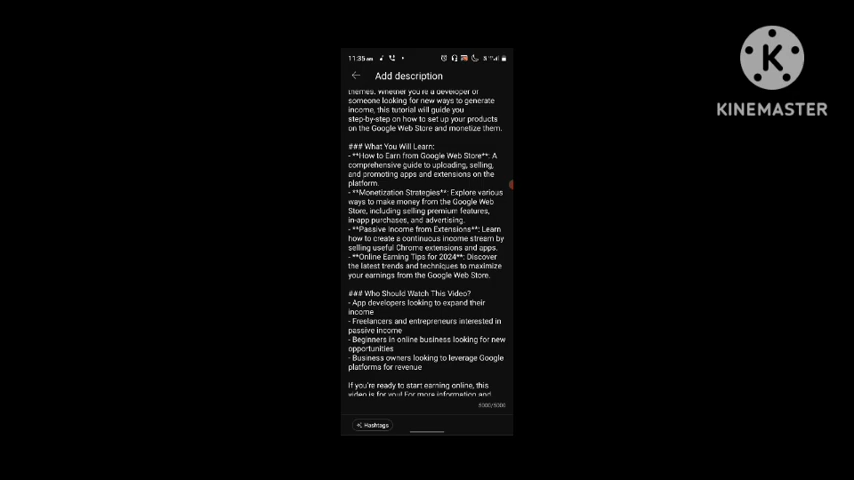 11:35 am
Add description
themes. Whether you're a developer or
someone looking for new ways to generate
income, this tutorial will guide you
step-by-step on how to set up your products
on the Google Web Store and monetize them.
### What You Will Learn:
- **How to Earn from Google Web Store**: A
comprehensive guide to uploading, selling,
and promoting apps and extensions on the
platform.
- **Monetization Strategies**: Explore various
ways to make money from the Google Web
Store, including selling premium features,
in-app purchases, and advertising.
- **Passive Income from Extensions**: Learn
how to create a continuous income stream by
selling useful Chrome extensions and apps.
- **Online Earning Tips for 2024**: Discover
the latest trends and techniques to maximize
your earnings from the Google Web Store.
### Who Should Watch This Video?
- App developers looking to expand their
income
- Freelancers and entrepreneurs interested in
passive income
- Beginners in online business looking for new
opportunities
- Business owners looking to leverage Google
platforms for revenue
If you're ready to start earning online, this
video is for you! For more information and
5000/5000
Hashtags
K
KINEMASTER